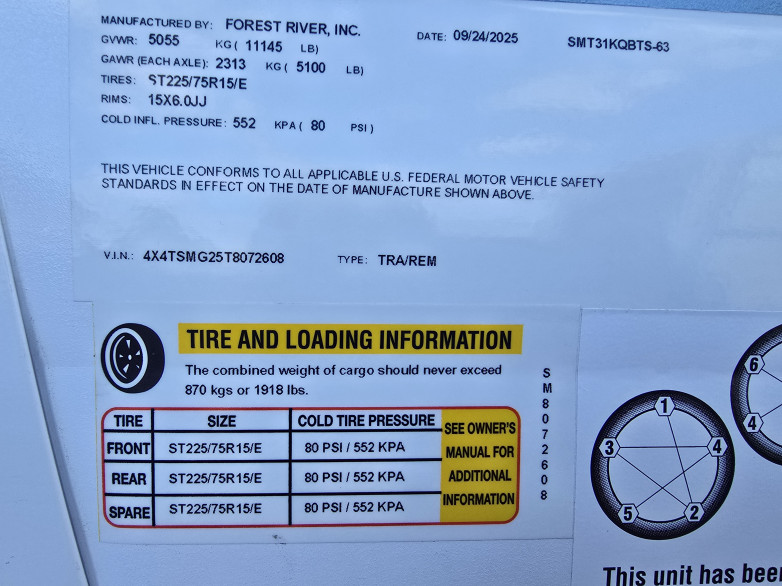 MANUFACTURED BY: FOREST RIVER, INC.
GVWR: 5055 KG ( 11145 LB) DATE: 09/24/2025 SMT31KQBTS-63
GAWR (EACH AXLE): 2313 KG ( 5100 LB)
TIRES: ST225/75R15/E
RIMS: 15X6.0JJ
COLD INFL. PRESSURE: 552 KPA ( 80 PSI )
THIS VEHICLE CONFORMS TO ALL APPLICABLE U.S. FEDERAL MOTOR VEHICLE SAFETY
STANDARDS IN EFFECT ON THE DATE OF MANUFACTURE SHOWN ABOVE.
V.I.N.: 4X4TSMG25T8072608 TYPE: TRA/REM
TIRE AND LOADING INFORMATION
The combined weight of cargo should never exceed
870 kgs or 1918 lbs.
TIRE SIZE COLD TIRE PRESSURE
FRONT ST225/75R15/E 80 PSI / 552 KPA
REAR ST225/75R15/E 80 PSI / 552 KPA
SPARE ST225/75R15/E 80 PSI / 552 KPA
SEE OWNER'S
MANUAL FOR
ADDITIONAL
INFORMATION
SM8072608
1
3 4
5 2
6
4
This unit has been